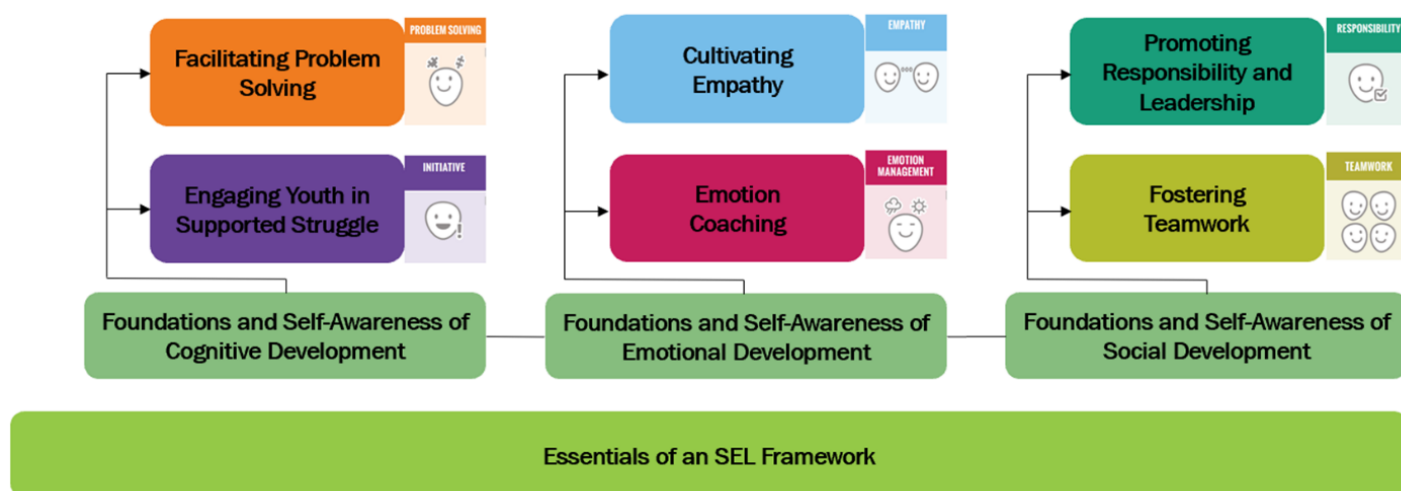 Facilitating Problem
Solving
PROBLEM SOLVING
Cultivating
Empathy
EMPATHY
Promoting
Responsibility and
Leadership
RESPONSIBILITY
Engaging Youth in
Supported Struggle
INITIATIVE
Emotion
Coaching
EMOTION
MANAGEMENT
Fostering
Teamwork
TEAMWORK
Foundations and Self-Awareness of
Cognitive Development
Foundations and Self-Awareness of
Emotional Development
Foundations and Self-Awareness of
Social Development
Essentials of an SEL Framework